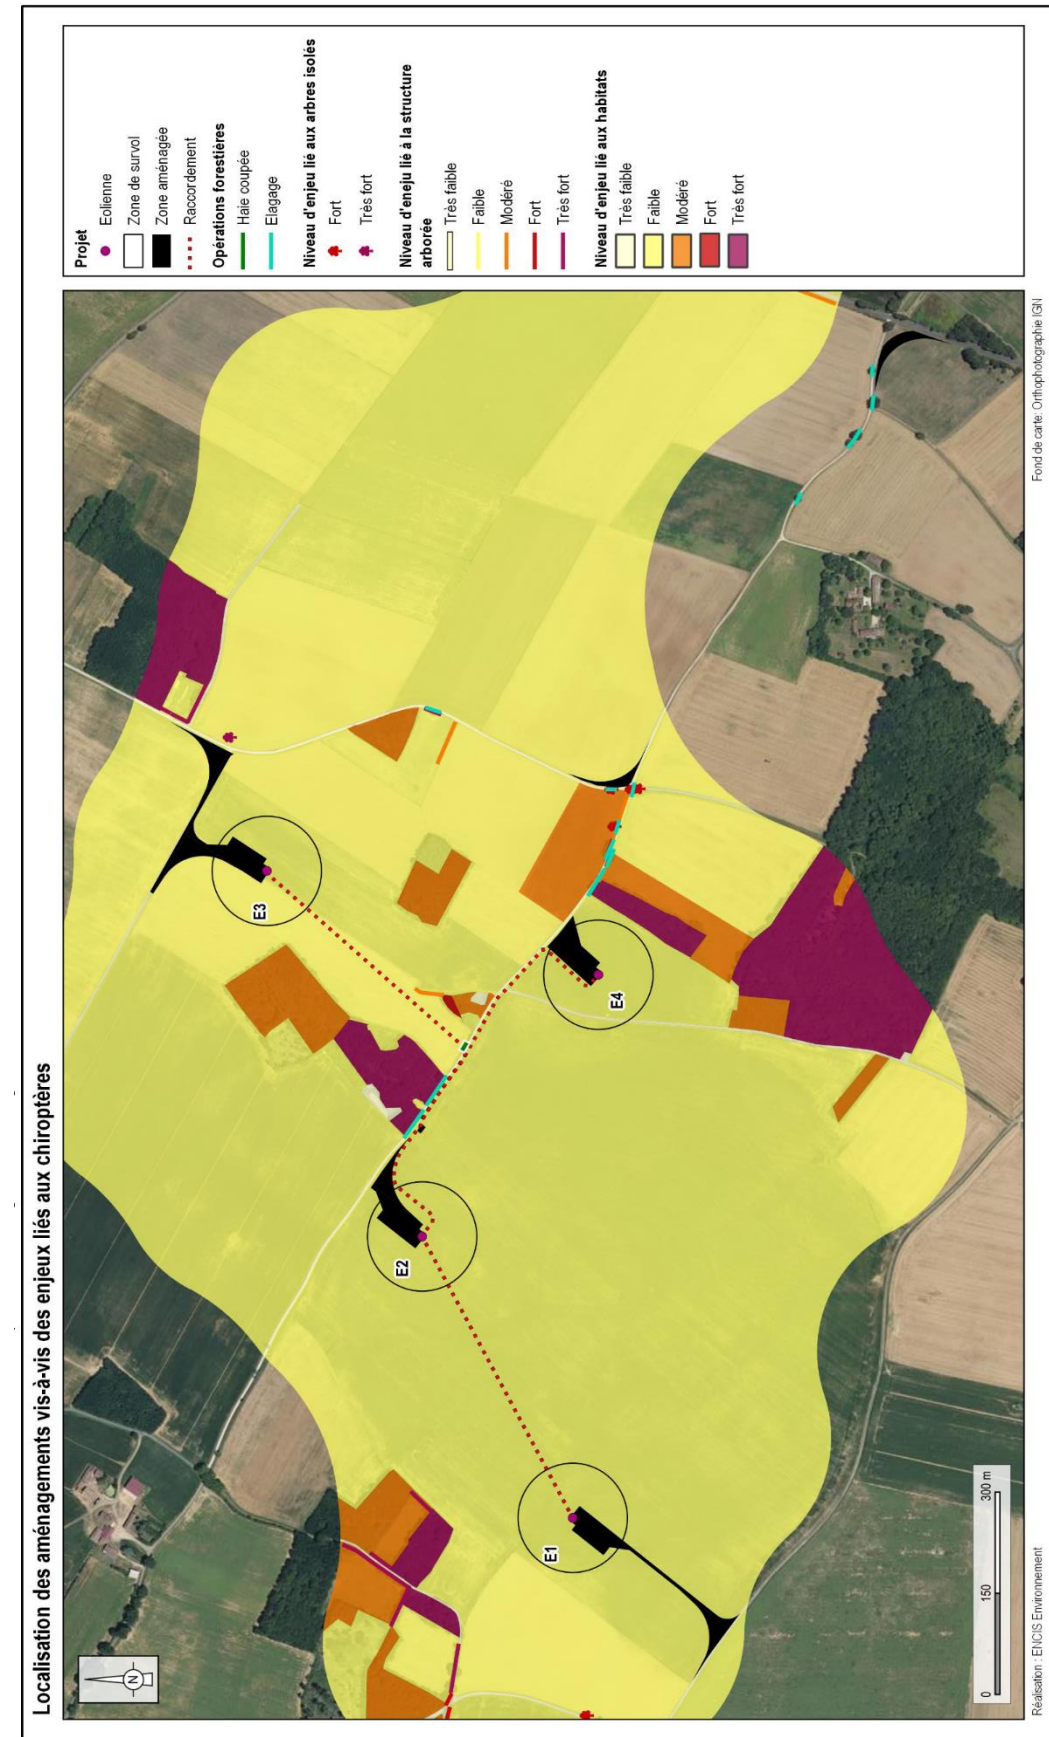 Localisation des aménagements vis-à-vis des enjeux liés aux chiroptères
N
E1
E2
E3
E4
0 150 300 m
Projet
Eolienne
Zone de survol
Zone aménagée
Raccordement
Opérations forestières
Haie coupée
Elagage
Niveau d'enjeu lié aux arbres isolés
Fort
Très fort
Niveau d'eneju lié à la structure
arborée
Très faible
Faible
Modéré
Fort
Très fort
Niveau d'enjeu lié aux habitats
Très faible
Faible
Modéré
Fort
Très fort
Réalisation : ENCIS Environnement
Fond de carte: Orthophotographie IGN